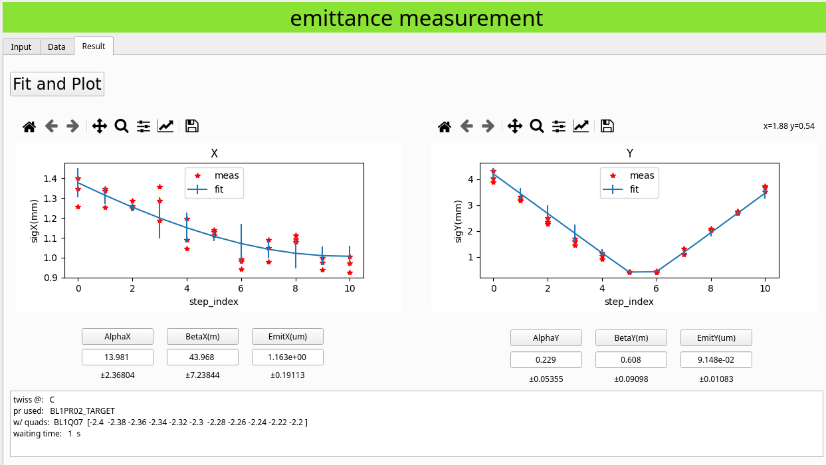 emittance measurement
Input Data Result
Fit and Plot
x=1.88 y=0.54
X
meas
fit
sigX(mm)
1.4
1.3
1.2
1.1
1.0
0.9
0 2 4 6 8 10
step_index
Y
meas
fit
sigY(mm)
4
3
2
1
0 2 4 6 8 10
step_index
AlphaX BetaX(m) EmitX(um)
13.981 43.968 1.163e+00
±2.36804 ±7.23844 ±0.19113
AlphaY BetaY(m) EmitY(um)
0.229 0.608 9.148e-02
±0.05355 ±0.09098 ±0.01083
twiss @: C
pr used: BL1PR02_TARGET
w/ quads: BL1Q07 [-2.4 -2.38 -2.36 -2.34 -2.32 -2.3 -2.28 -2.26 -2.24 -2.22 -2.2 ]
waiting time: 1 s